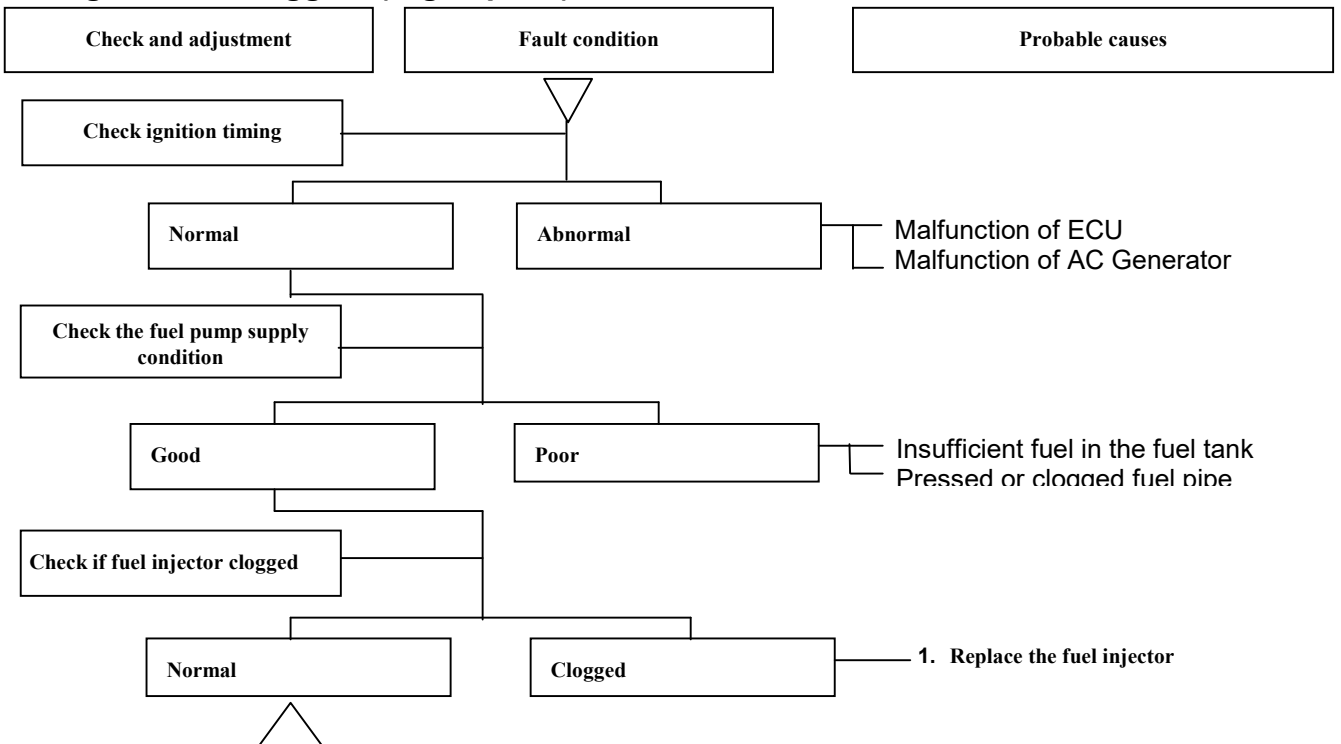 Check and adjustment
Fault condition
Probable causes
Check ignition timing
Normal
Abnormal
Malfunction of ECU
Malfunction of AC Generator
Check the fuel pump supply
condition
Good
Poor
Insufficient fuel in the fuel tank
Pressed or clogged fuel pipe
Check if fuel injector clogged
Normal
Clogged
1. Replace the fuel injector